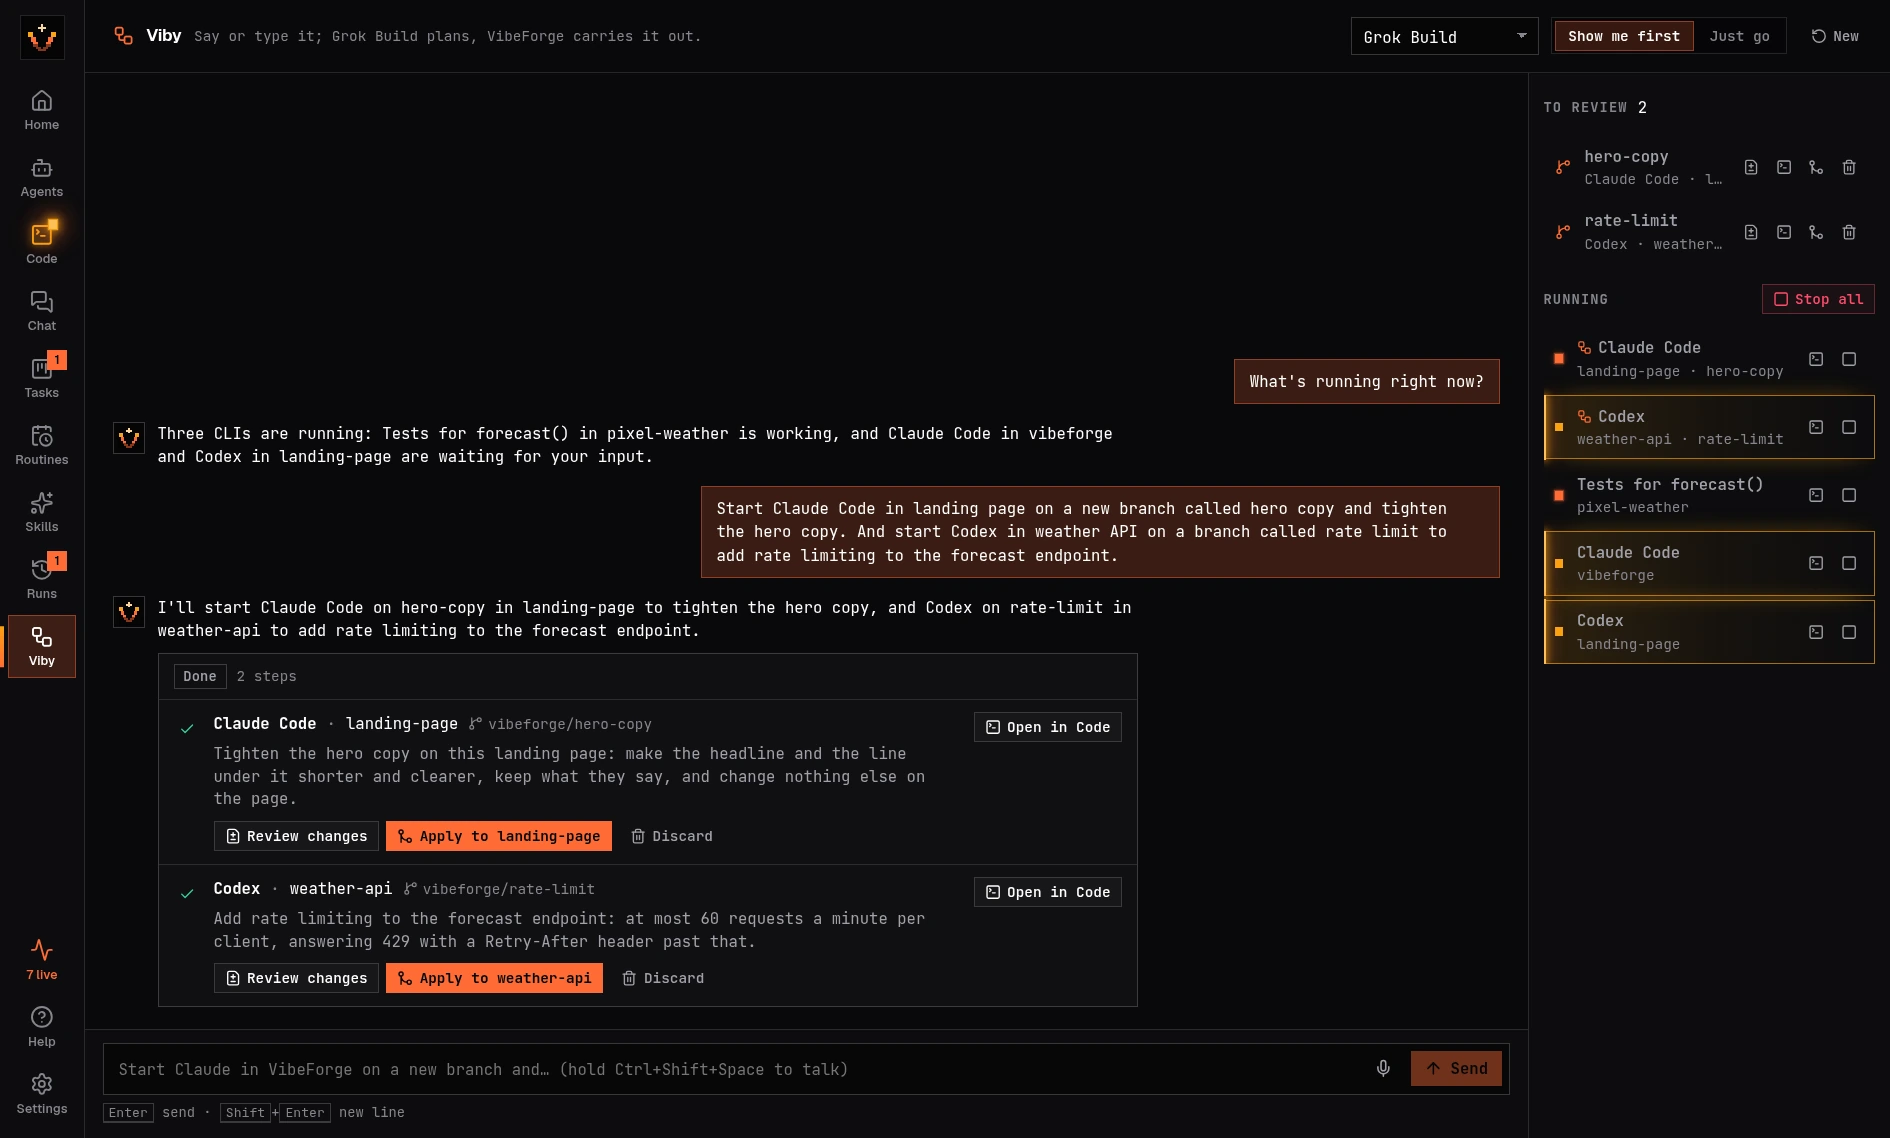 Viby Say or type it; Grok Build plans, VibeForge carries it out.
Grok Build
Show me first
Just go
New
Home
Agents
Code
Chat
1
Tasks
Routines
Skills
1
Runs
Viby
7 live
Help
Settings
What's running right now?
Three CLIs are running: Tests for forecast() in pixel-weather is working, and Claude Code in vibeforge
and Codex in landing-page are waiting for your input.
Start Claude Code in landing page on a new branch called hero copy and tighten
the hero copy. And start Codex in weather API on a branch called rate limit to
add rate limiting to the forecast endpoint.
I'll start Claude Code on hero-copy in landing-page to tighten the hero copy, and Codex on rate-limit in
weather-api to add rate limiting to the forecast endpoint.
Done 2 steps
Claude Code · landing-page vibeforge/hero-copy
Open in Code
Tighten the hero copy on this landing page: make the headline and the line
under it shorter and clearer, keep what they say, and change nothing else on
the page.
Review changes
Apply to landing-page
Discard
Codex · weather-api vibeforge/rate-limit
Open in Code
Add rate limiting to the forecast endpoint: at most 60 requests a minute per
client, answering 429 with a Retry-After header past that.
Review changes
Apply to weather-api
Discard
Start Claude in VibeForge on a new branch and… (hold Ctrl+Shift+Space to talk)
Send
Enter send · Shift+Enter new line
TO REVIEW 2
hero-copy
Claude Code · l…
rate-limit
Codex · weather…
RUNNING
Stop all
Claude Code
landing-page · hero-copy
Codex
weather-api · rate-limit
Tests for forecast()
pixel-weather
Claude Code
vibeforge
Codex
landing-page